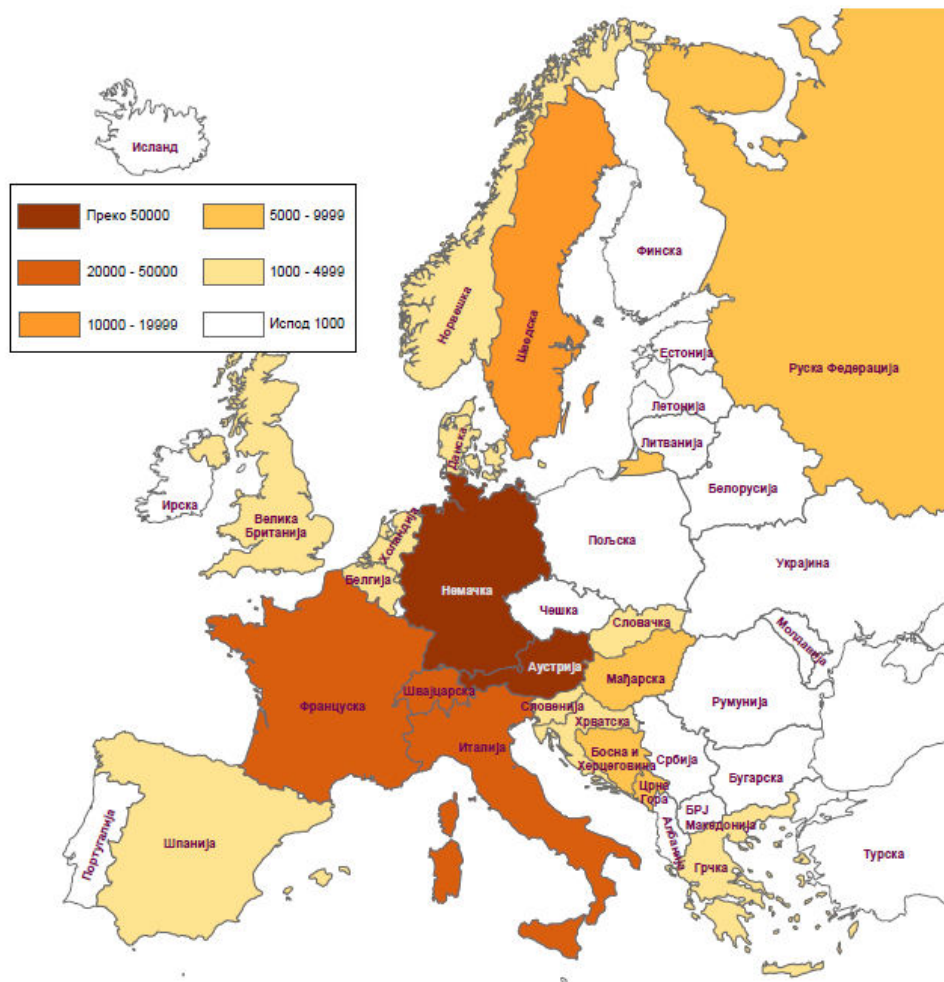 Исланд
Преко 50000
5000 - 9999
20000 - 50000
1000 - 4999
10000 - 19999
Испод 1000
Финска
Норвешка
Шведска
Естонија
Руска Федерација
Летонија
Литванија
Данска
Белорусија
Ирска
Велика
Британија
Холандија
Пољска
Белгија
Украјина
Немачка
Чешка
Словачка
Молдавија
Аустрија
Мађарска
Швајцарска
Румунија
Француска
Словенија
Хрватска
Италија
Босна и
Херцеговина
Србија
Бугарска
Црна
Гора
БРЈ
Македонија
Албанија
Португалија
Шпанија
Грчка
Турска